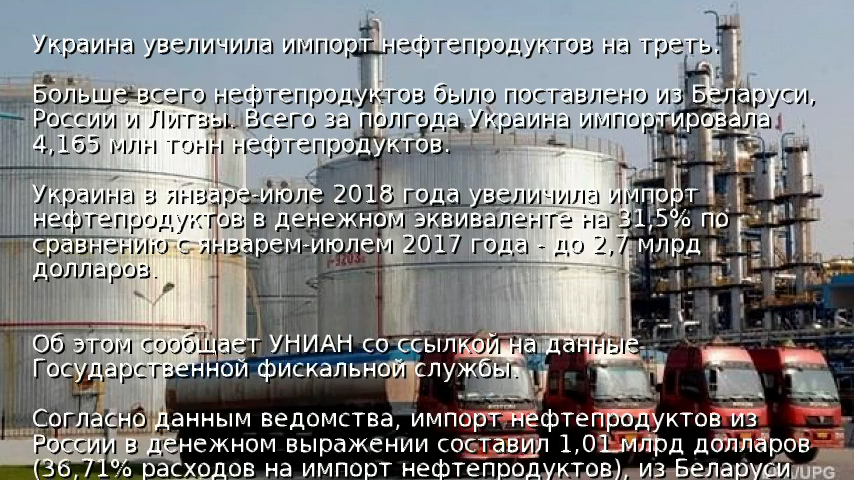 Украина увеличила импорт нефтепродуктов на треть.
Больше всего нефтепродуктов было поставлено из Беларуси,
России и Литвы. Всего за полгода Украина импортировала
4,165 млн тонн нефтепродуктов.
Украина в январе-июле 2018 года увеличила импорт
нефтепродуктов в денежном эквиваленте на 31,5% по
сравнению с январем-июлем 2017 года - до 2,7 млрд
долларов.
Об этом сообщает УНИАН со ссылкой на данные
Государственной фискальной службы.
Согласно данным ведомства, импорт нефтепродуктов из
России в денежном выражении составил 1,01 млрд долларов
(36,71% расходов на импорт нефтепродуктов), из Беларуси
/UPG